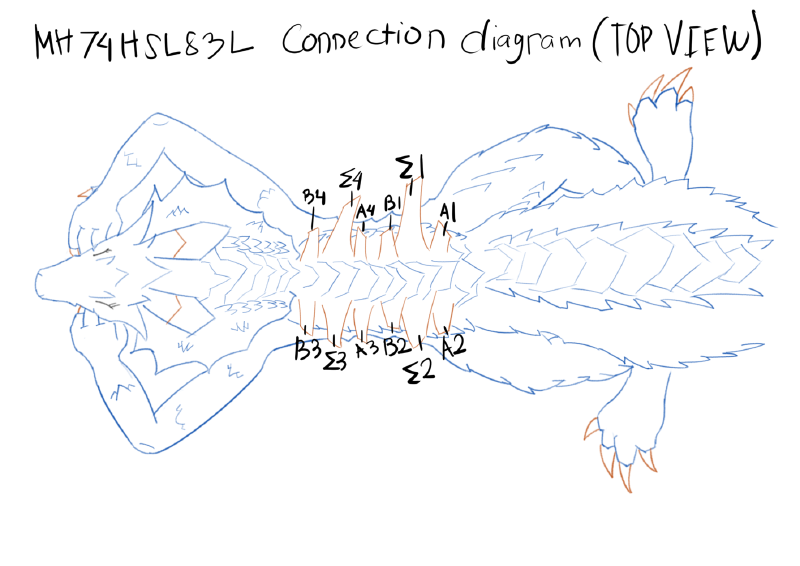 MH74HSL83L Connection diagram (TOP VIEW)
B4 Σ4 A4 B1 Σ1 A1
B3 Σ3 A3 B2 Σ2 A2